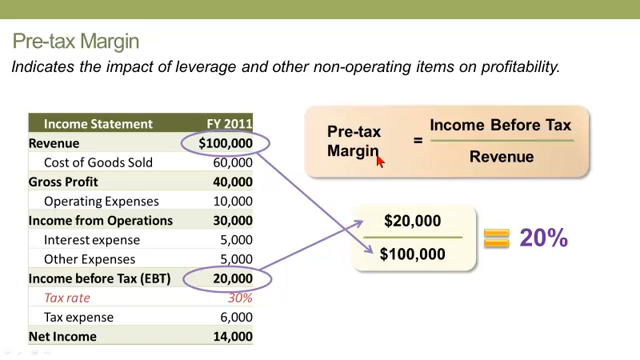 Pre-tax Margin
Indicates the impact of leverage and other non-operating items on profitability.
Income Statement FY 2011
Revenue $100,000
Cost of Goods Sold 60,000
Gross Profit 40,000
Operating Expenses 10,000
Income from Operations 30,000
Interest expense 5,000
Other Expenses 5,000
Income before Tax (EBT) 20,000
Tax rate 30%
Tax expense 6,000
Net Income 14,000
Pre-tax
Margin
=
Income Before Tax
Revenue
$20,000
$100,000
= 20%